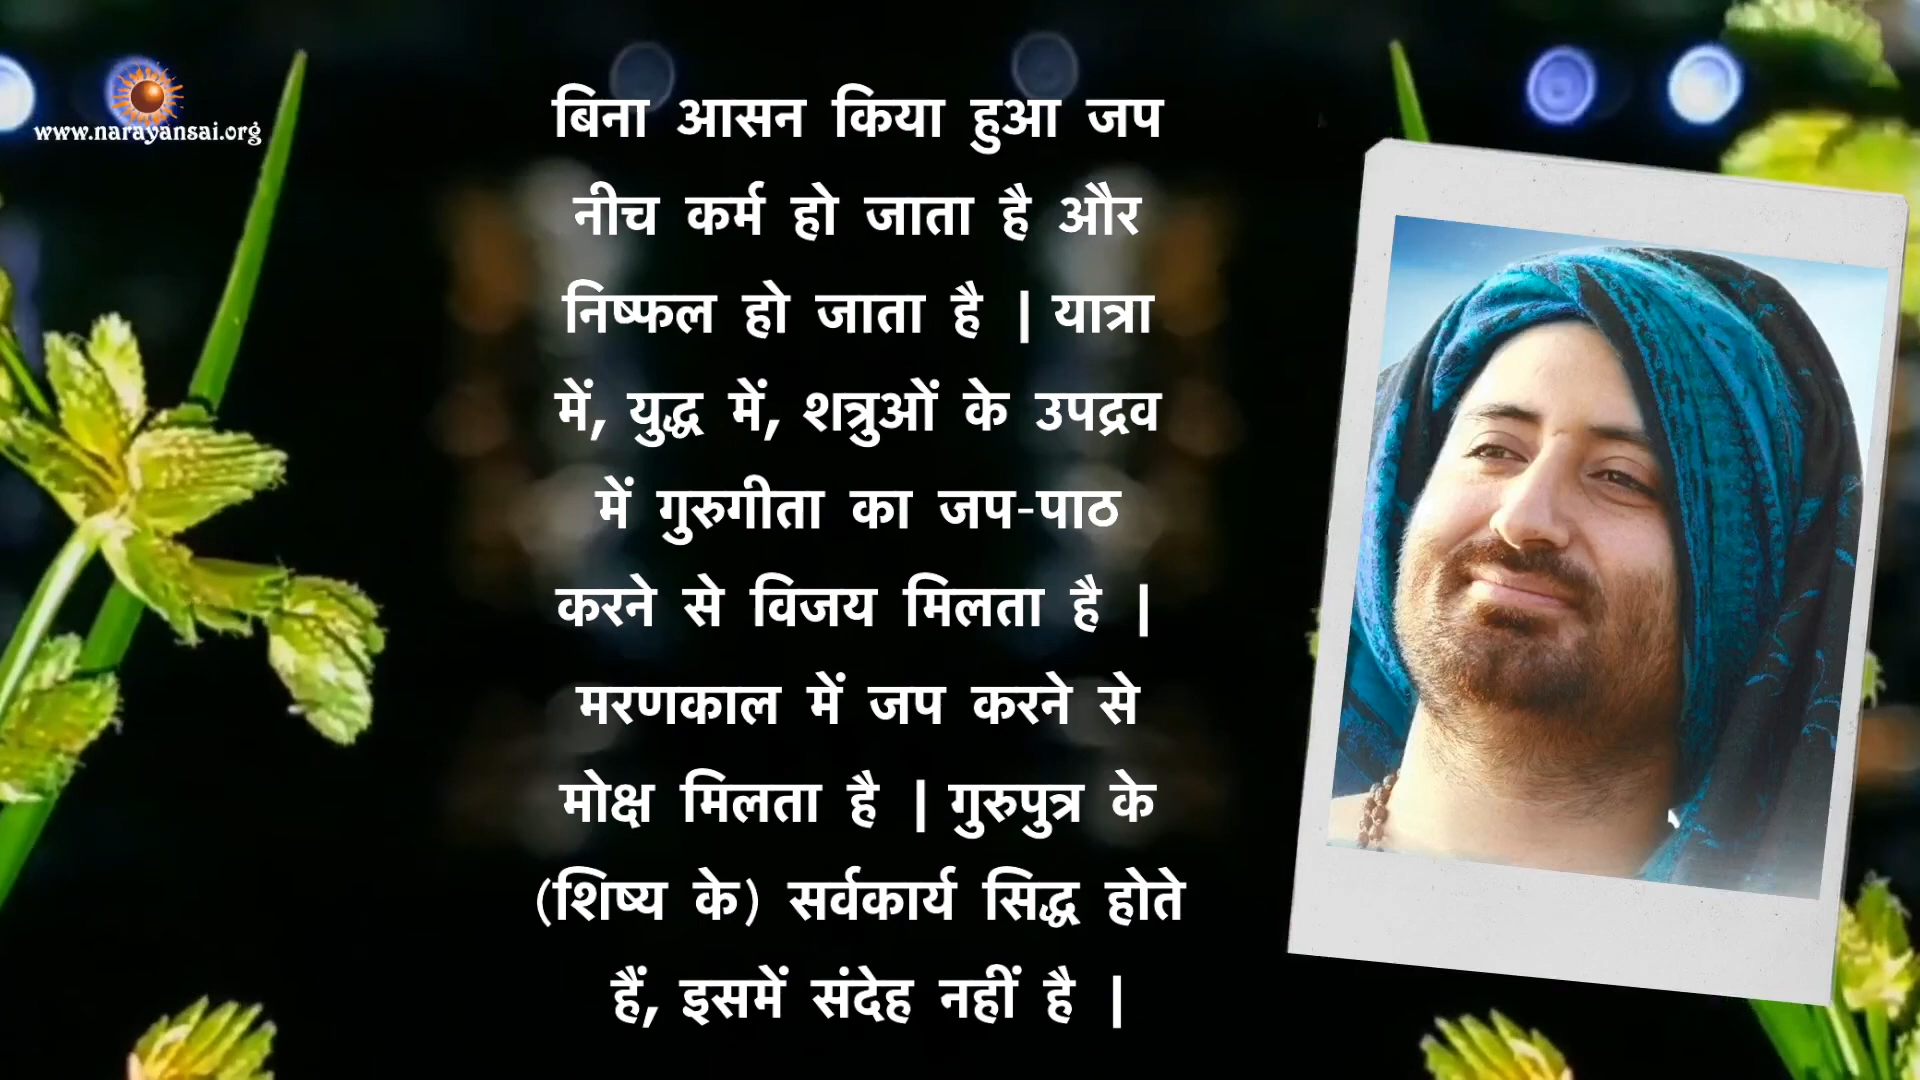 www.narayansai.org
बिना आसन किया हुआ जप
नीच कर्म हो जाता है और
निष्फल हो जाता है | यात्रा
में, युद्ध में, शत्रुओं के उपद्रव
में गुरुगीता का जप-पाठ
करने से विजय मिलता है |
मरणकाल में जप करने से
मोक्ष मिलता है | गुरुपुत्र के
(शिष्य के) सर्वकार्य सिद्ध होते
हैं, इसमें संदेह नहीं है |